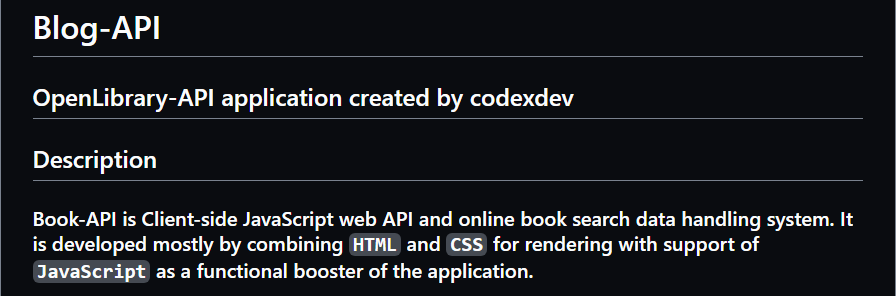 Blog-API
OpenLibrary-API application created by codexdev
Description
Book-API is Client-side JavaScript web API and online book search data handling system. It
is developed mostly by combining HTML and CSS for rendering with support of
JavaScript as a functional booster of the application.